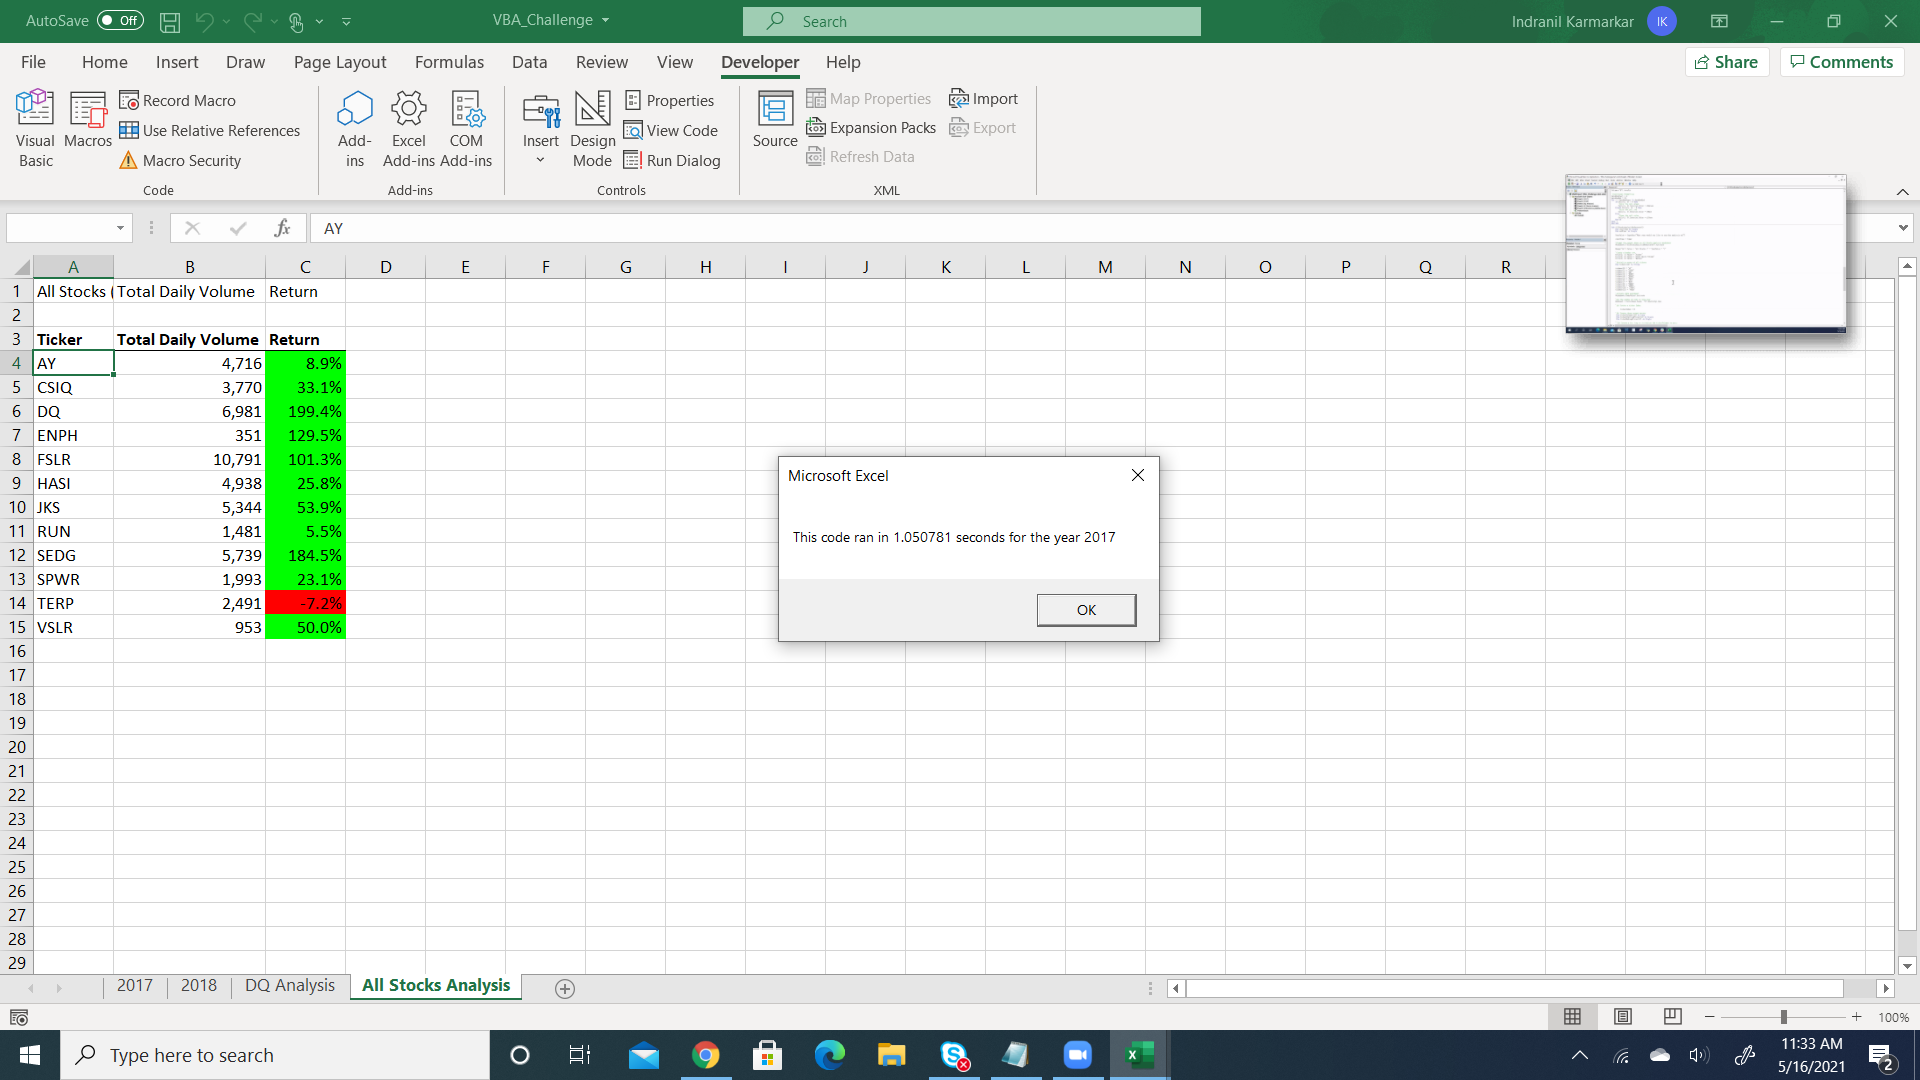 AutoSave Off VBA_Challenge Search Indranil Karmarkar IK
File Home Insert Draw Page Layout Formulas Data Review View Developer Help Share Comments
Visual Basic
Macros
Record Macro
Use Relative References
Macro Security
Code
Add-ins
Excel Add-ins
COM Add-ins
Add-ins
Insert
Design Mode
Properties
View Code
Run Dialog
Controls
Source
Map Properties
Expansion Packs
Refresh Data
Import
Export
XML
fx AY
A B C D E F G H I J K L M N O P Q R
1 All Stocks ( Total Daily Volume Return
2
3 Ticker Total Daily Volume Return
4 AY 4,716 8.9%
5 CSIQ 3,770 33.1%
6 DQ 6,981 199.4%
7 ENPH 351 129.5%
8 FSLR 10,791 101.3%
9 HASI 4,938 25.8%
10 JKS 5,344 53.9%
11 RUN 1,481 5.5%
12 SEDG 5,739 184.5%
13 SPWR 1,993 23.1%
14 TERP 2,491 -7.2%
15 VSLR 953 50.0%
16
17
18
19
20
21
22
23
24
25
26
27
28
29
Microsoft Excel
This code ran in 1.050781 seconds for the year 2017
OK
2017 2018 DQ Analysis All Stocks Analysis
100%
Type here to search
11:33 AM
5/16/2021
2